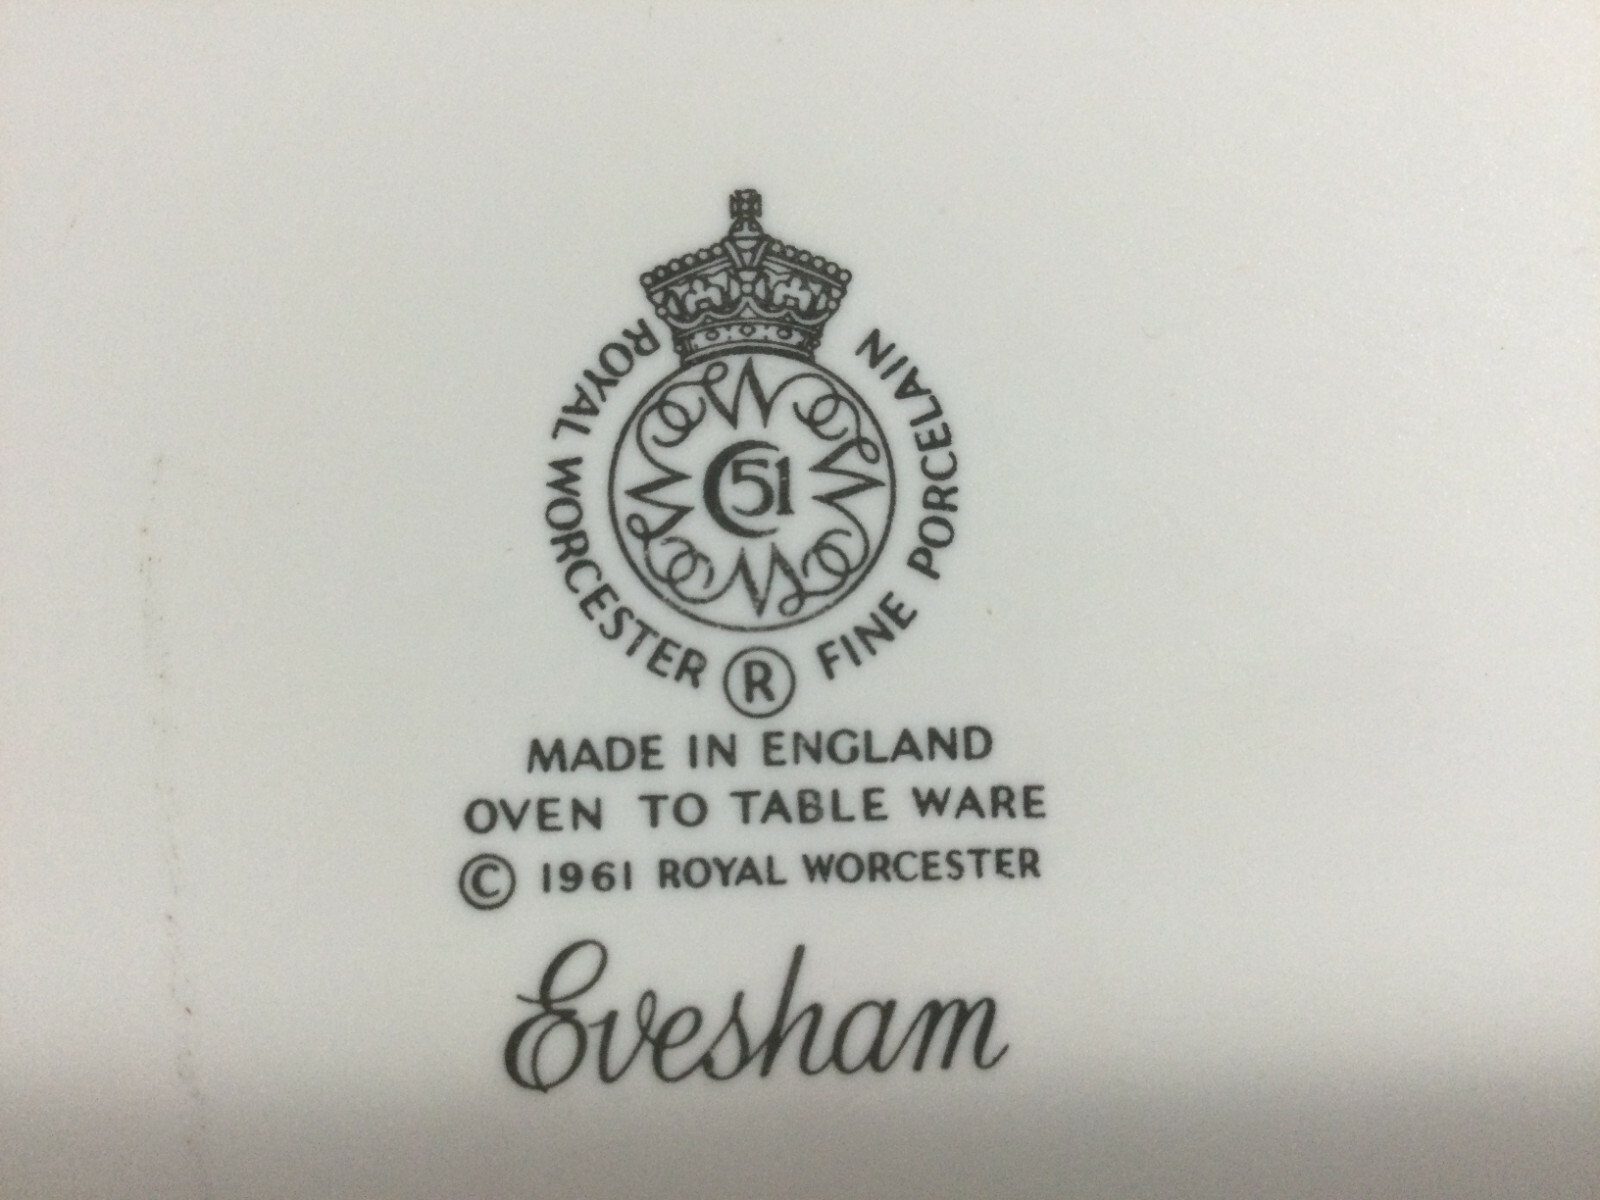 ROYAL WORCESTER ® FINE PORCELAIN
W W W W
C51
MADE IN ENGLAND
OVEN TO TABLE WARE
© 1961 ROYAL WORCESTER
Evesham